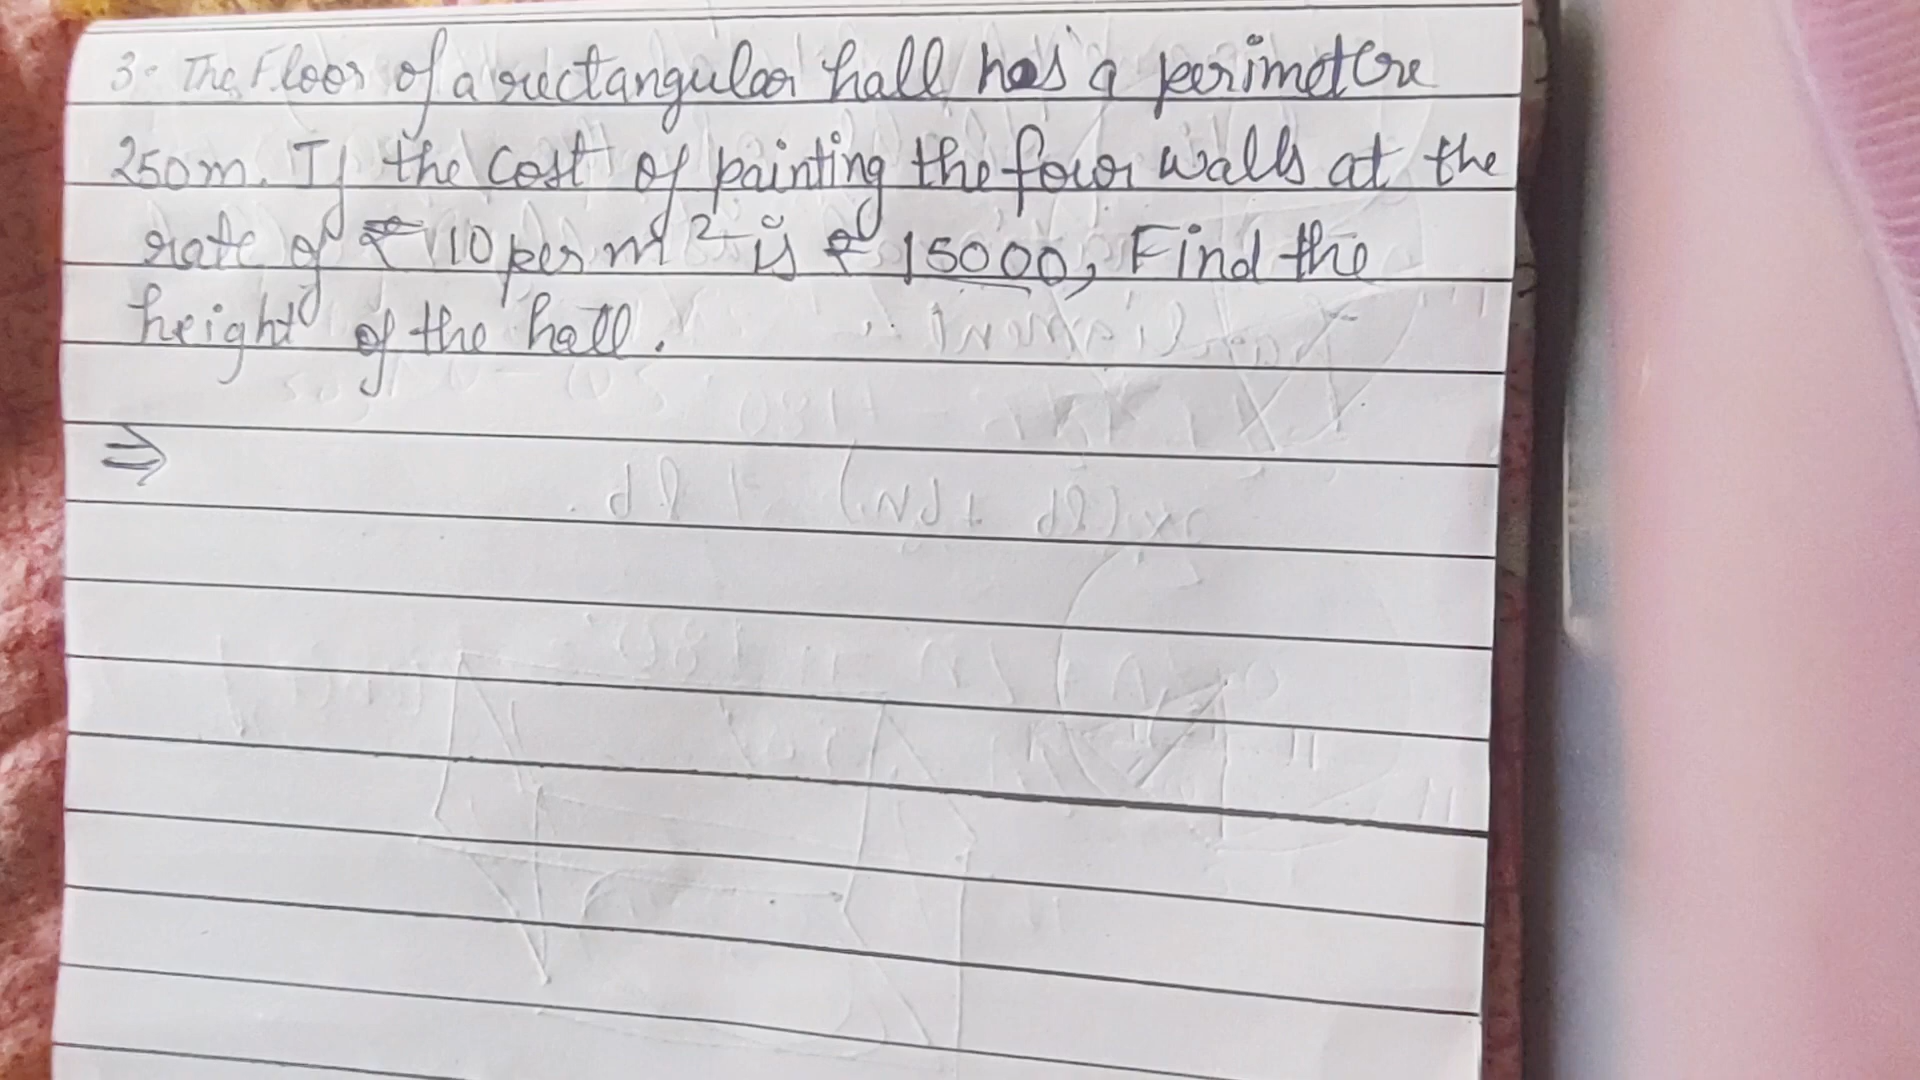 3. The Floor of a rectangular hall has a perimetere
250m. If the cost of painting the four walls at the
rate of ₹ 10 per m² is ₹ 15000, Find the
height of the hall.
⇒